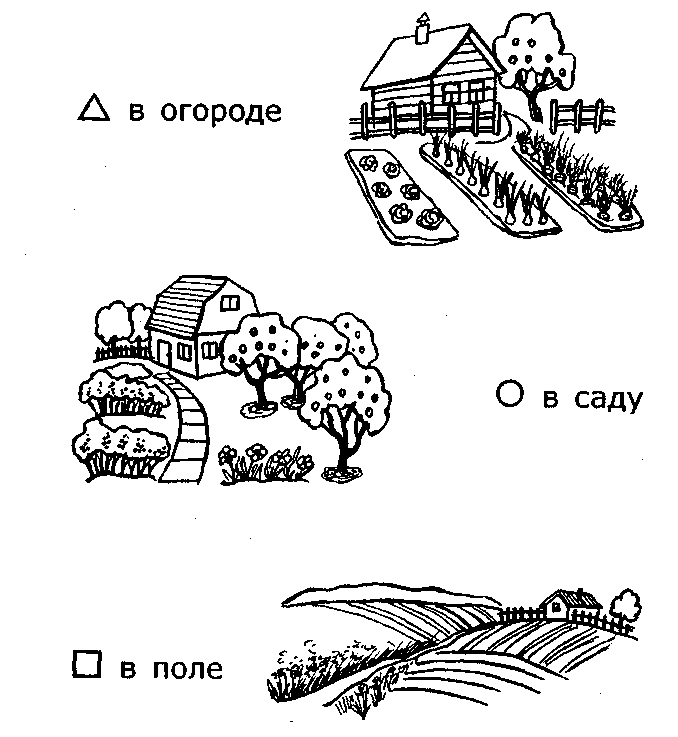 в огороде
в саду
в поле